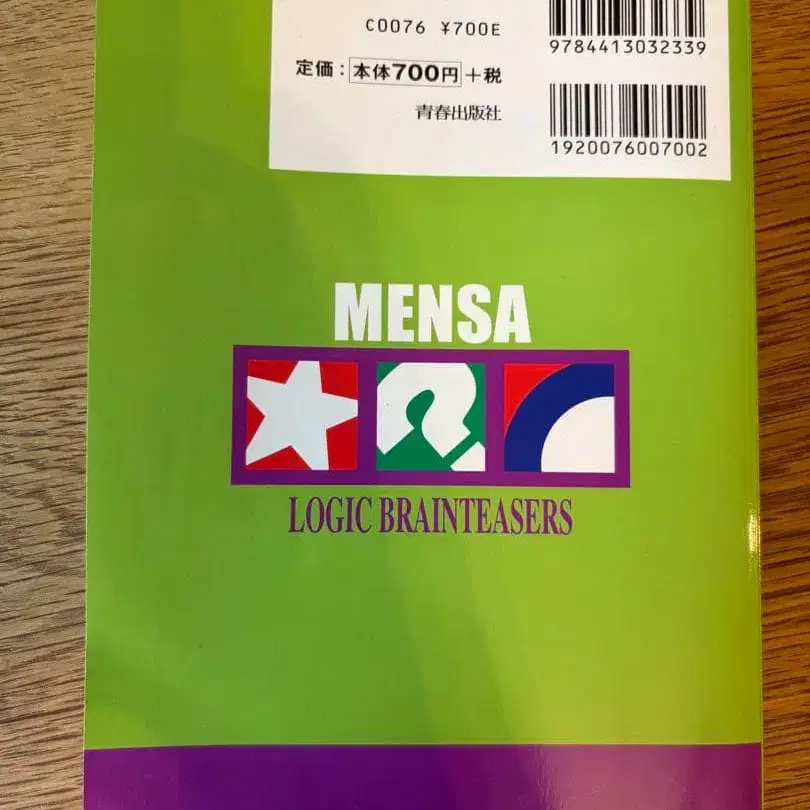 C0076 ¥700E
定価：本体700円+税
青春出版社
9784413032339
1920076007002
MENSA
LOGIC BRAINTEASERS